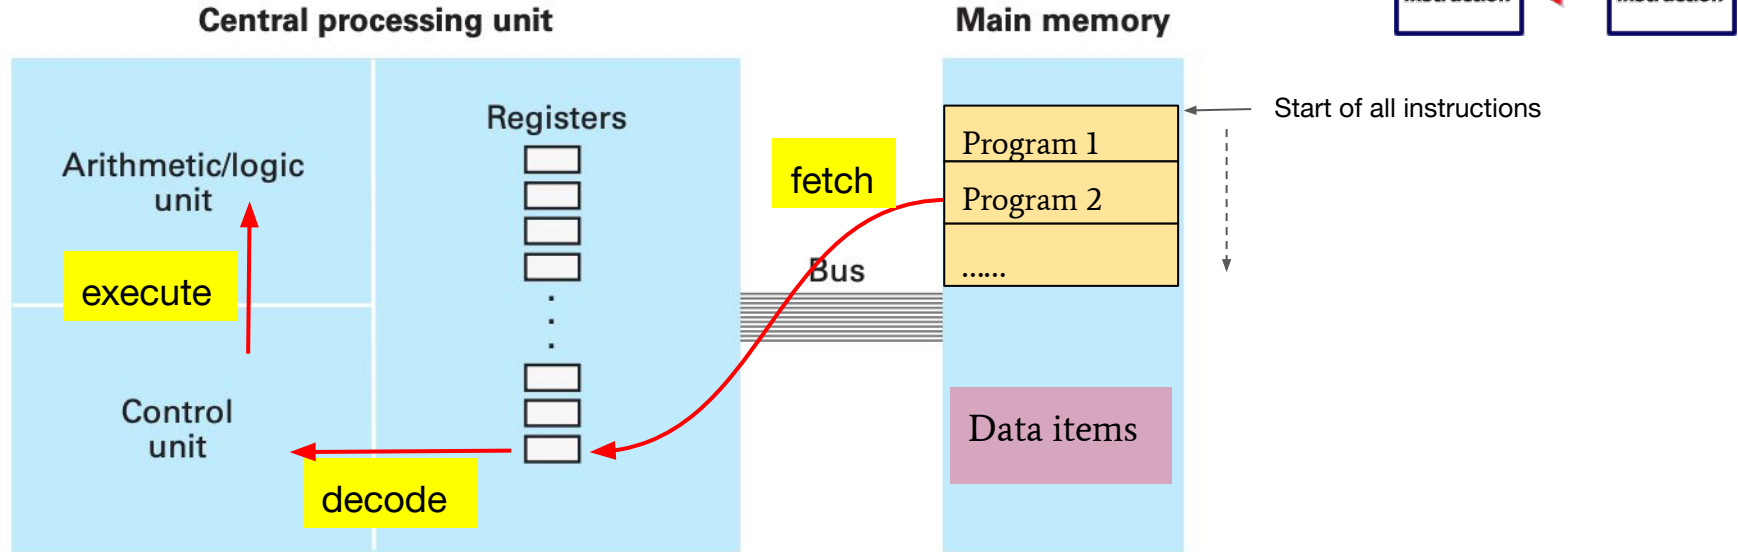 Central processing unit
Main memory
Start of all instructions
Registers
Arithmetic/logic
unit
fetch
Program 1
Program 2
......
Bus
execute
Control
unit
Data items
decode